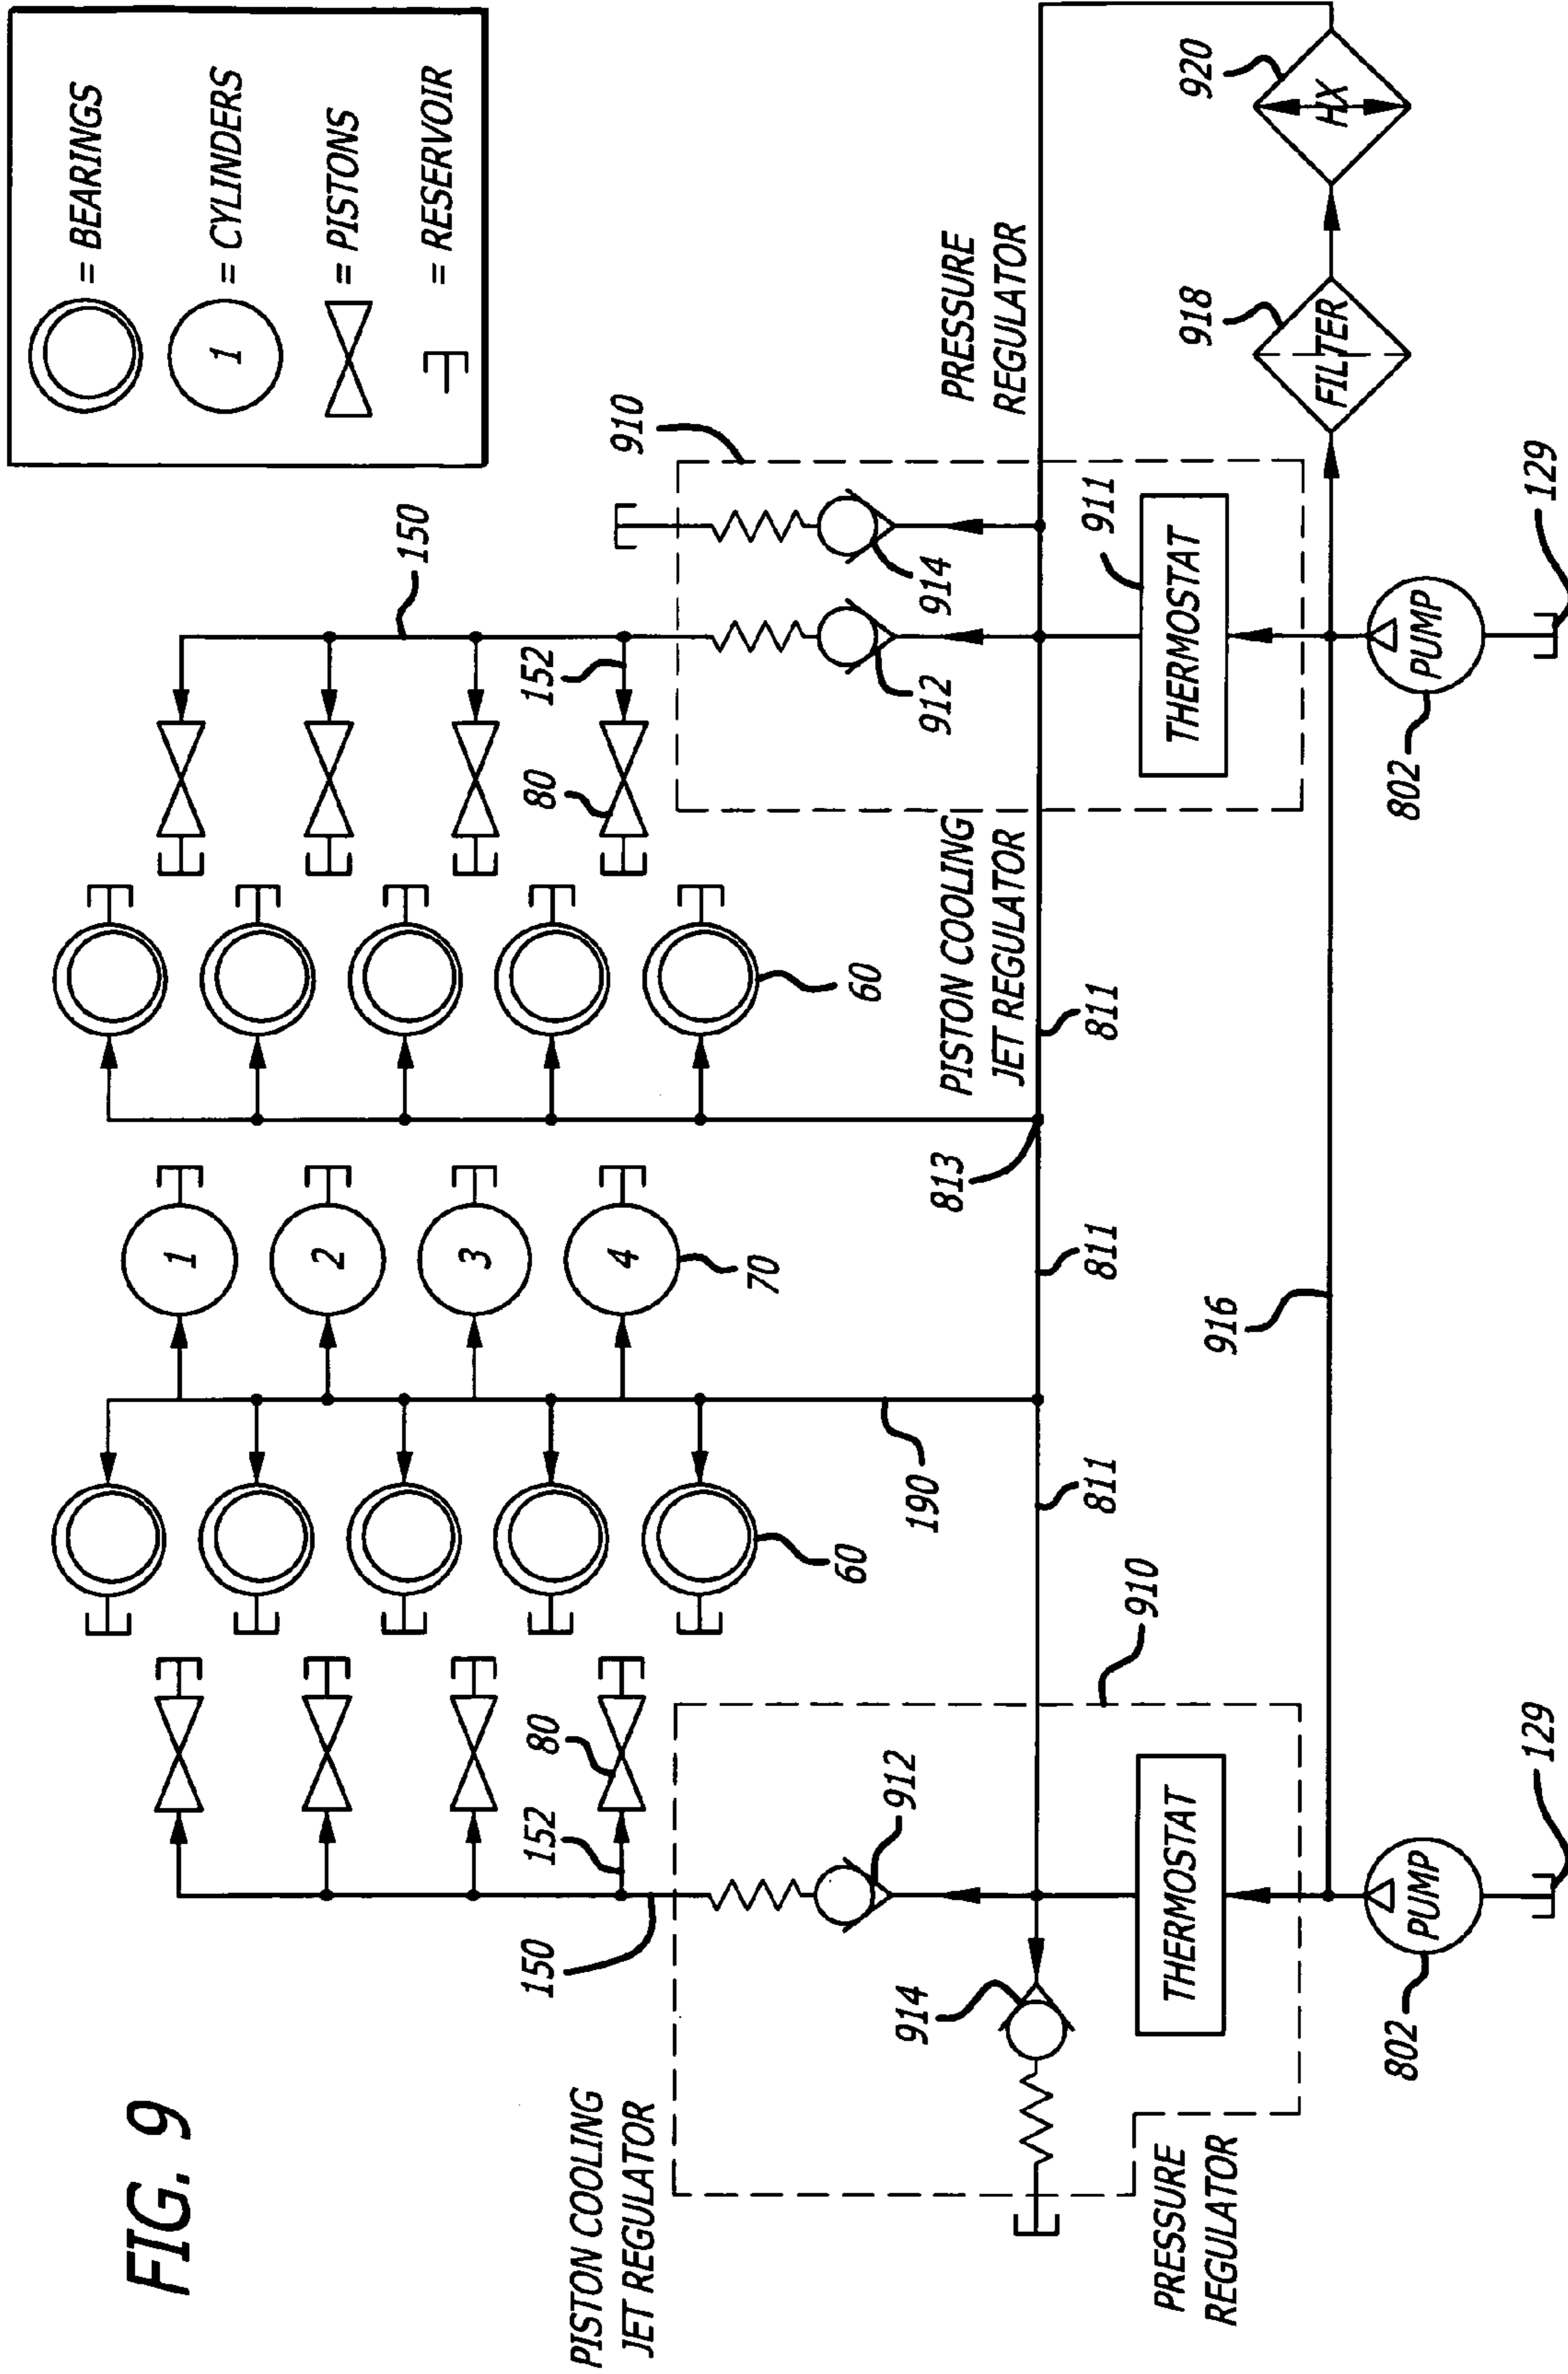 FIG. 9
= BEARINGS
1
= CYLINDERS
= PISTONS
= RESERVOIR
150
152
80
60
190
1
2
3
4
70
60
80
152
150
PISTON COOLING
JET REGULATOR
912
914
910
THERMOSTAT
PRESSURE
REGULATOR
802
PUMP
129
811
811
813
811
916
PISTON COOLING
JET REGULATOR
912
914
910
911
THERMOSTAT
PRESSURE
REGULATOR
802
PUMP
129
918
FILTER
920
HX